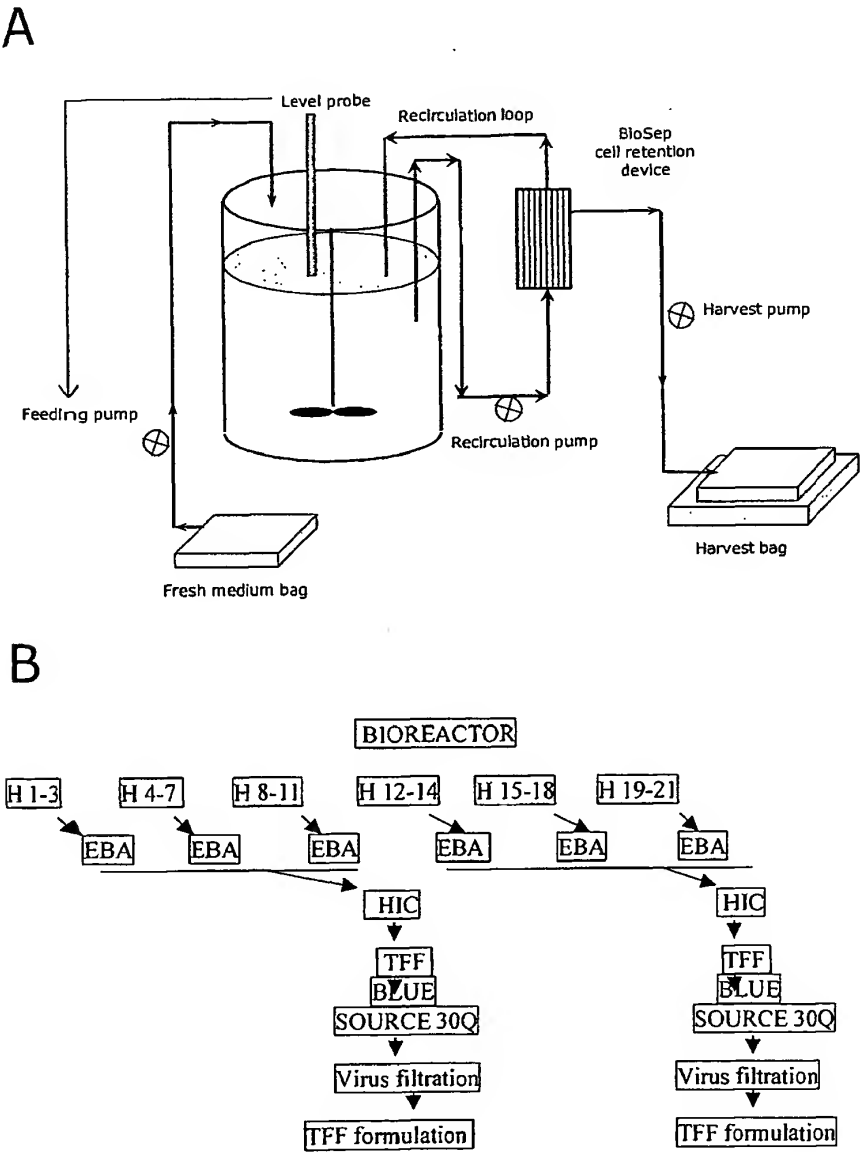 A
Level probe
Recirculation loop
BioSep
cell retention
device
Harvest pump
Feeding pump
Recirculation pump
Harvest bag
Fresh medium bag
B
BIOREACTOR
H 1-3
H 4-7
H 8-11
H 12-14
H 15-18
H 19-21
EBA
EBA
EBA
EBA
EBA
EBA
HIC
HIC
TFF
TFF
BLUE
BLUE
SOURCE 30Q
SOURCE 30Q
Virus filtration
Virus filtration
TFF formulation
TFF formulation